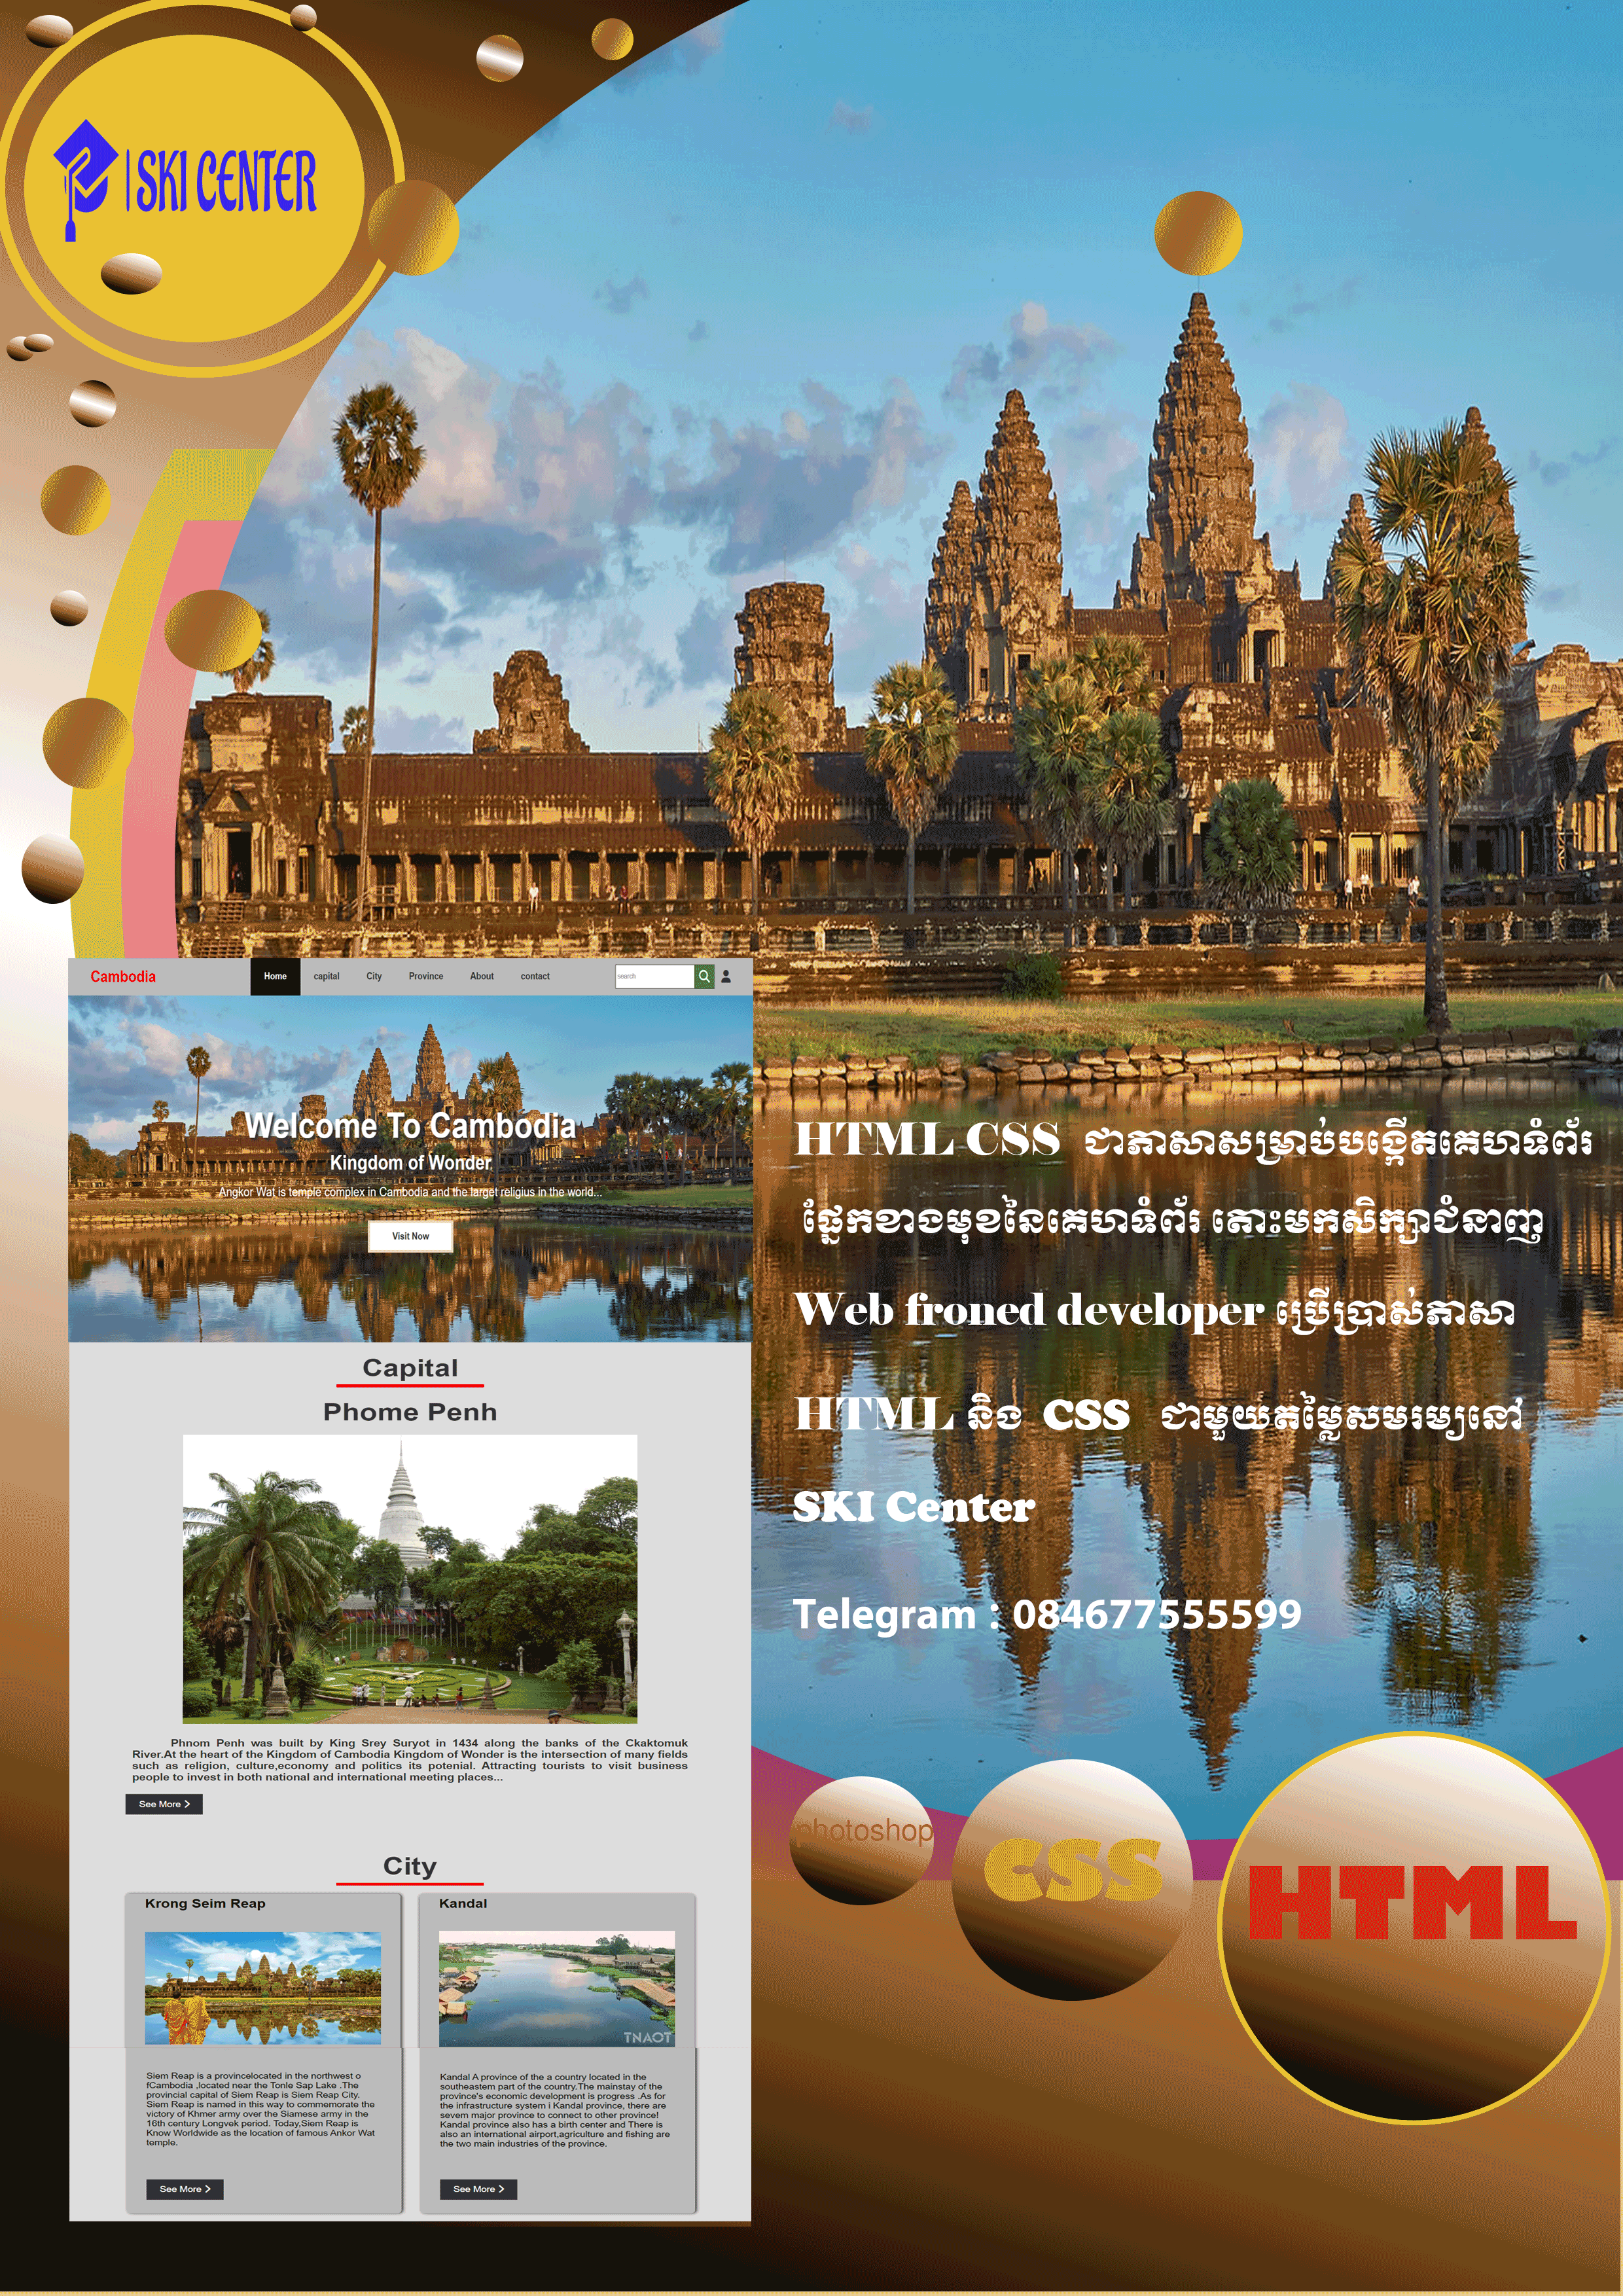 SKI CENTER
Cambodia
Home capital City Province About contact
search
Welcome To Cambodia
Kingdom of Wonder
Angkor Wat is temple complex in Cambodia and the larget religius in the world...
Visit Now
Capital
Phome Penh
Phnom Penh was built by King Srey Suryot in 1434 along the banks of the Ckaktomuk
River.At the heart of the Kingdom of Cambodia Kingdom of Wonder is the intersection of many fields
such as religion, culture,economy and politics its potenial. Attracting tourists to visit business
people to invest in both national and international meeting places...
See More
City
Krong Seim Reap
Siem Reap is a provincelocated in the northwest o
fCambodia ,located near the Tonle Sap Lake .The
provincial capital of Siem Reap is Siem Reap City.
Siem Reap is named in this way to commemorate the
victory of Khmer army over the Siamese army in the
16th century Longvek period. Today,Siem Reap is
Know Worldwide as the location of famous Ankor Wat
temple.
See More
Kandal
TNAOT
Kandal A province of the a country located in the
southeastem part of the country.The mainstay of the
province's economic development is progress .As for
the infrastructure system i Kandal province, there are
sevem major province to connect to other province!
Kandal province also has a birth center and There is
also an international airport,agriculture and fishing are
the two main industries of the province.
See More
HTML CSS ជាភាសាសម្រាប់បង្កើតគេហទំព័រ
ផ្នែកខាងមុខនៃគេហទំព័រ តោះមកសិក្សាជំនាញ
Web froned developer ប្រើប្រាស់ភាសា
HTML និង CSS ជាមួយតម្លៃសមរម្យនៅ
SKI Center
Telegram : 084677555599
photoshop
CSS
HTML